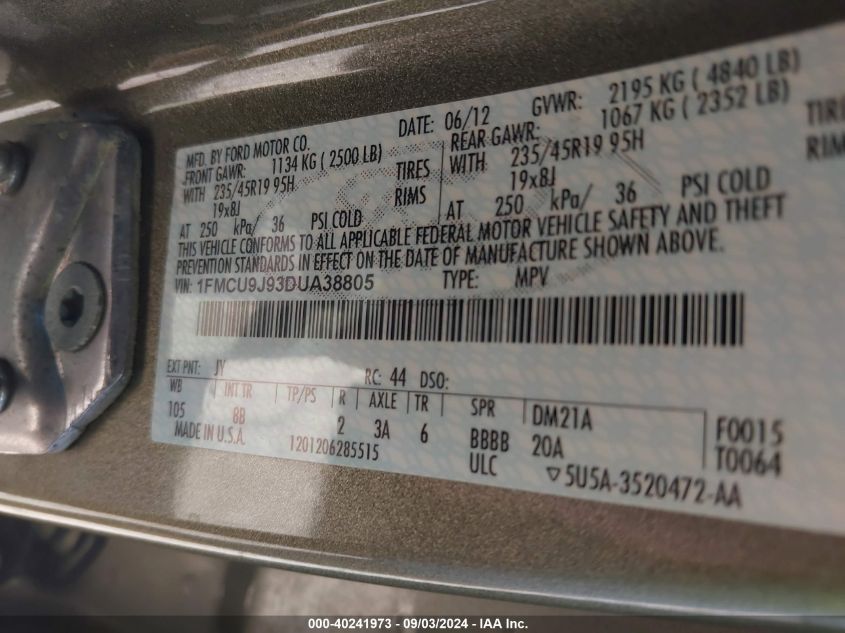 MFD. BY FORD MOTOR CO. DATE: 06/12 GVWR: 2195 KG ( 4840 LB)
FRONT GAWR: 1134 KG ( 2500 LB) REAR GAWR: 1067 KG ( 2352 LB)
WITH 235/45R19 95H TIRES WITH 235/45R19 95H TIRES
19x8J RIMS 19x8J
AT 250 kPa/ 36 PSI COLD AT 250 kPa/ 36 PSI COLD
THIS VEHICLE CONFORMS TO ALL APPLICABLE FEDERAL MOTOR VEHICLE SAFETY AND THEFT
PREVENTION STANDARDS IN EFFECT ON THE DATE OF MANUFACTURE SHOWN ABOVE.
VIN: 1FMCU9J93DUA38805 TYPE: MPV
EXT PNT: JY RC: 44 DSO:
WB INT TR TP/PS R AXLE TR SPR DM21A F0015
105 8B 2 3A 6 BBBB 20A T0064
MADE IN U.S.A. 1201206285515 ULC ▽5U5A-3520472-AA
000-40241973 - 09/03/2024 - IAA Inc.